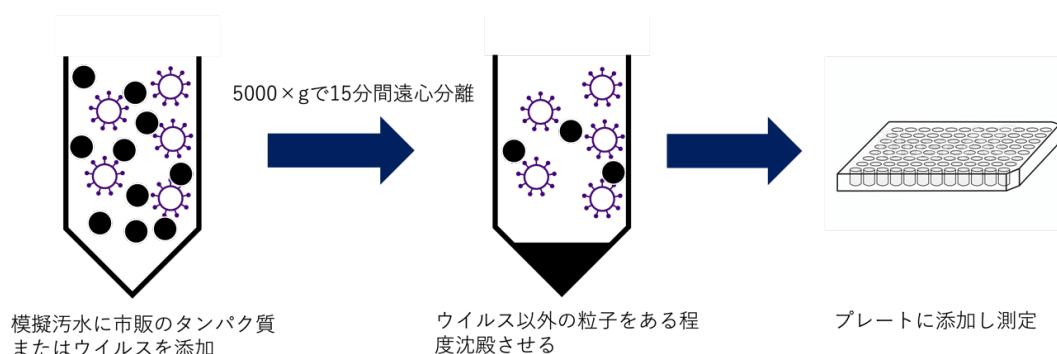 5000×gで15分間遠心分離
模擬汚水に市販のタンパク質
またはウイルスを添加
ウイルス以外の粒子をある程
度沈殿させる
プレートに添加し測定